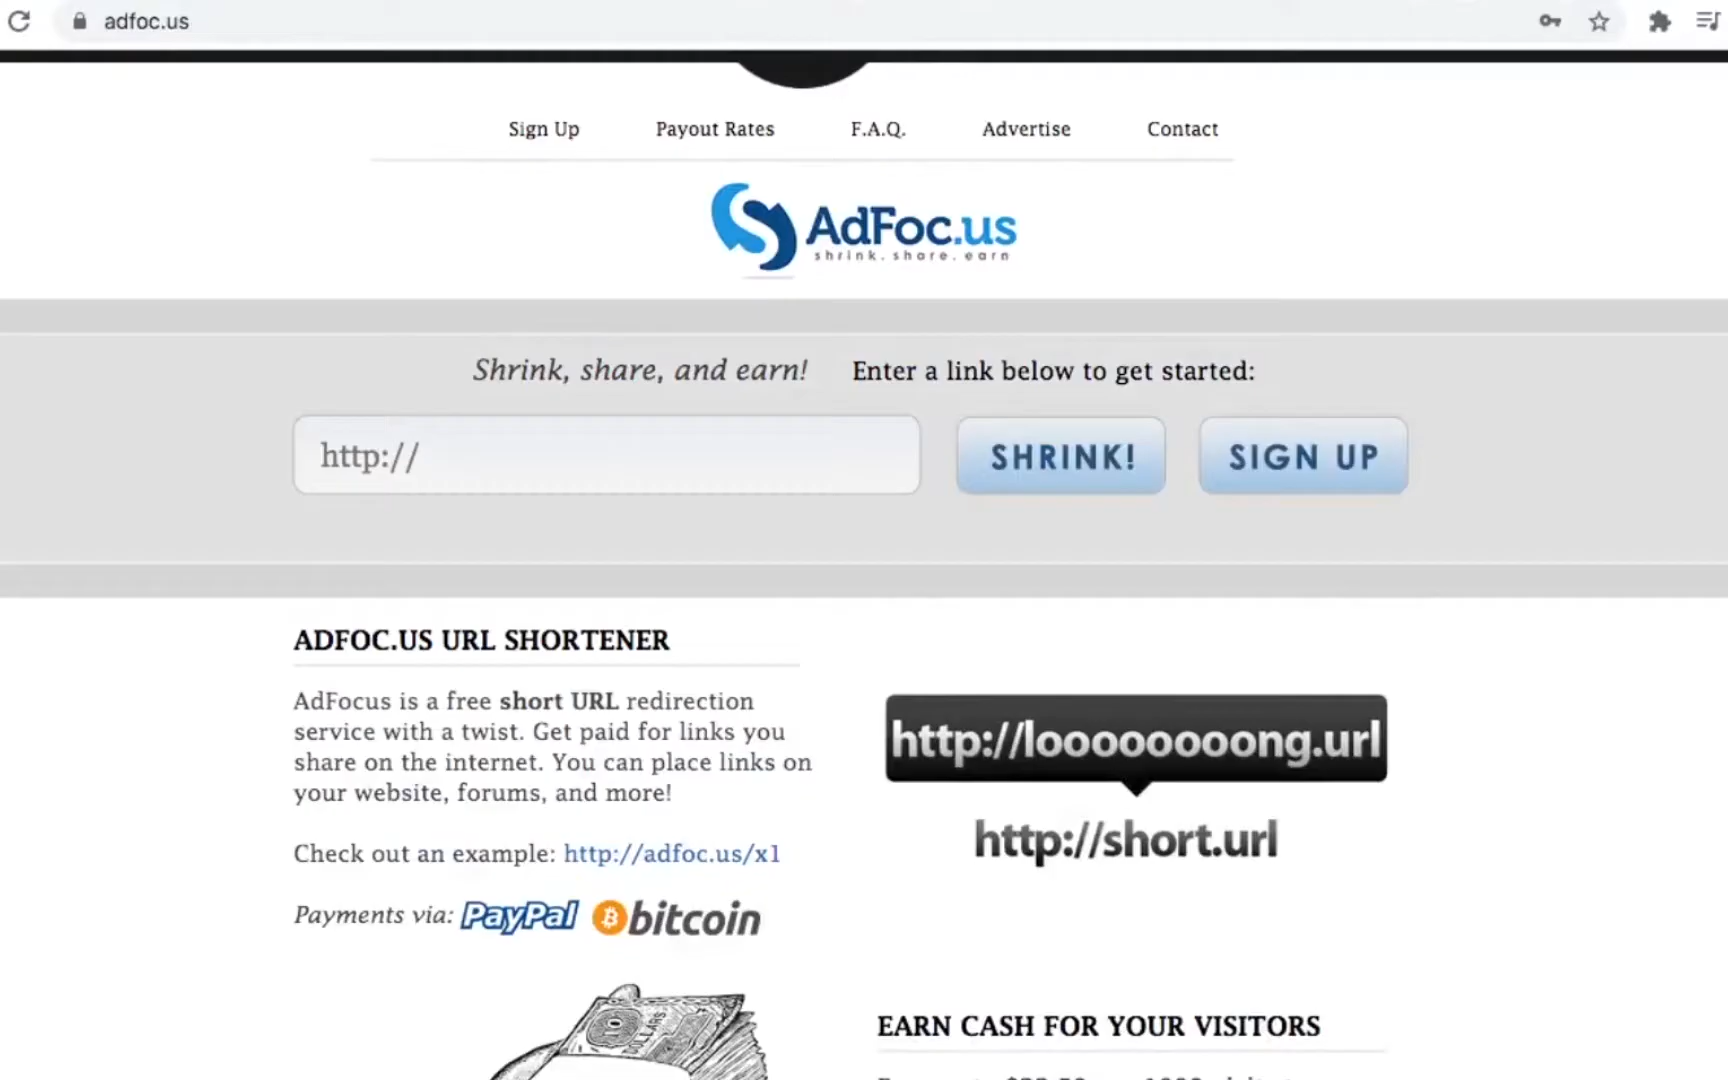 adfoc.us
Sign Up Payout Rates F.A.Q. Advertise Contact
AdFoc.us
shrink. share. earn
Shrink, share, and earn! Enter a link below to get started:
http:// SHRINK! SIGN UP
ADFOC.US URL SHORTENER
AdFocus is a free short URL redirection
service with a twist. Get paid for links you
share on the internet. You can place links on
your website, forums, and more!
http://looooooooong.url
http://short.url
Check out an example: http://adfoc.us/x1
Payments via: PayPal bitcoin
EARN CASH FOR YOUR VISITORS